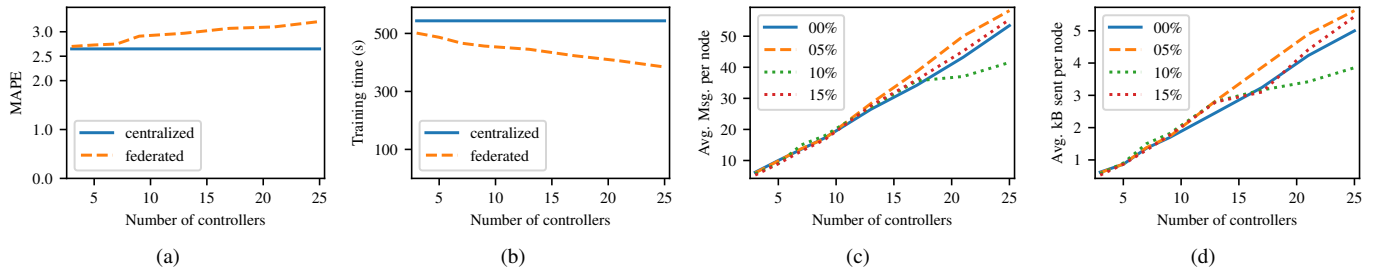 3.0
2.5
2.0
1.0
0.0
MAPE
centralized
federated
5 10 15 20 25
Number of controllers
(a)
500
300
100
Training time (s)
centralized
federated
5 10 15 20 25
Number of controllers
(b)
50
40
30
20
10
Avg. Msg. per node
00%
05%
10%
15%
5 10 15 20 25
Number of controllers
(c)
5
4
3
2
1
Avg. kB sent per node
00%
05%
10%
15%
5 10 15 20 25
Number of controllers
(d)